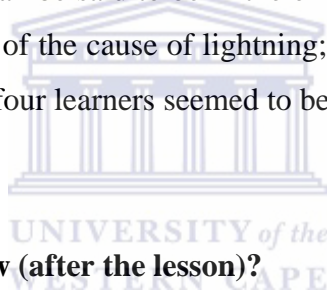 of the cause of lightning;
four learners seemed to be
UNIVERSITY of the
w (after the lesson)?
WESTERN CAPE